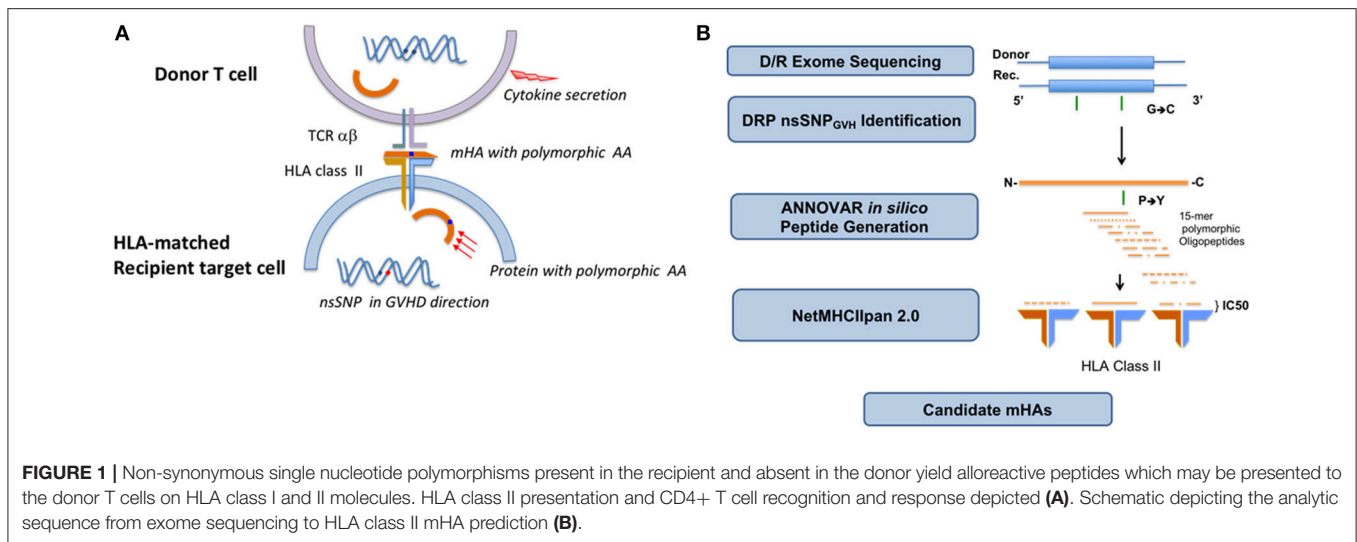 A
Donor T cell
Cytokine secretion
TCR αβ
mHA with polymorphic AA
HLA class II
HLA-matched
Recipient target cell
Protein with polymorphic AA
nsSNP in GVHD direction
B
D/R Exome Sequencing
Donor
Rec.
5’
3’
G→C
DRP nsSNPGVH Identification
N-
-C
P→Y
ANNOVAR in silico
Peptide Generation
15-mer
polymorphic
Oligopeptides
NetMHCIIpan 2.0
} IC50
HLA Class II
Candidate mHAs
FIGURE 1 | Non-synonymous single nucleotide polymorphisms present in the recipient and absent in the donor yield alloreactive peptides which may be presented to
the donor T cells on HLA class I and II molecules. HLA class II presentation and CD4+ T cell recognition and response depicted (A). Schematic depicting the analytic
sequence from exome sequencing to HLA class II mHA prediction (B).